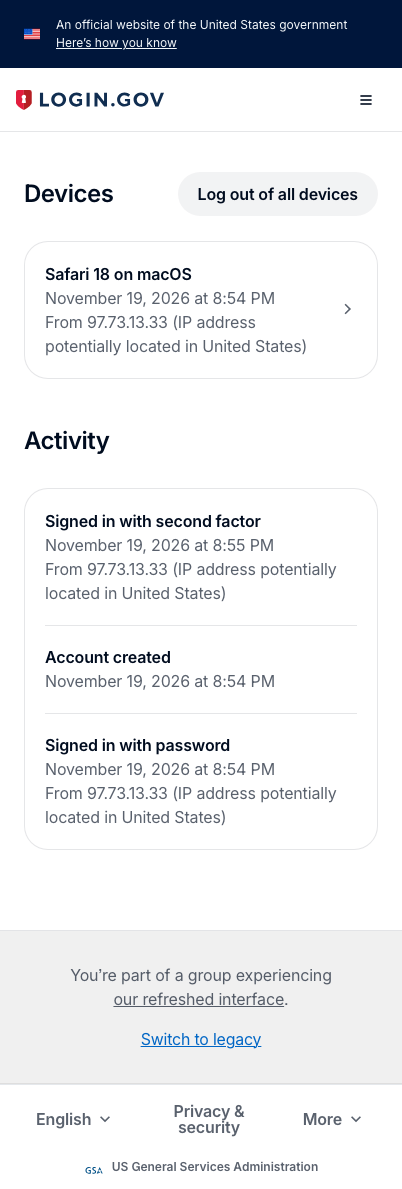 An official website of the United States government
Here’s how you know
LOGIN.GOV
Devices
Log out of all devices
Safari 18 on macOS
November 19, 2026 at 8:54 PM
From 97.73.13.33 (IP address
potentially located in United States)
Activity
Signed in with second factor
November 19, 2026 at 8:55 PM
From 97.73.13.33 (IP address potentially
located in United States)
Account created
November 19, 2026 at 8:54 PM
Signed in with password
November 19, 2026 at 8:54 PM
From 97.73.13.33 (IP address potentially
located in United States)
You’re part of a group experiencing
our refreshed interface.
Switch to legacy
English
Privacy &
security
More
GSA US General Services Administration